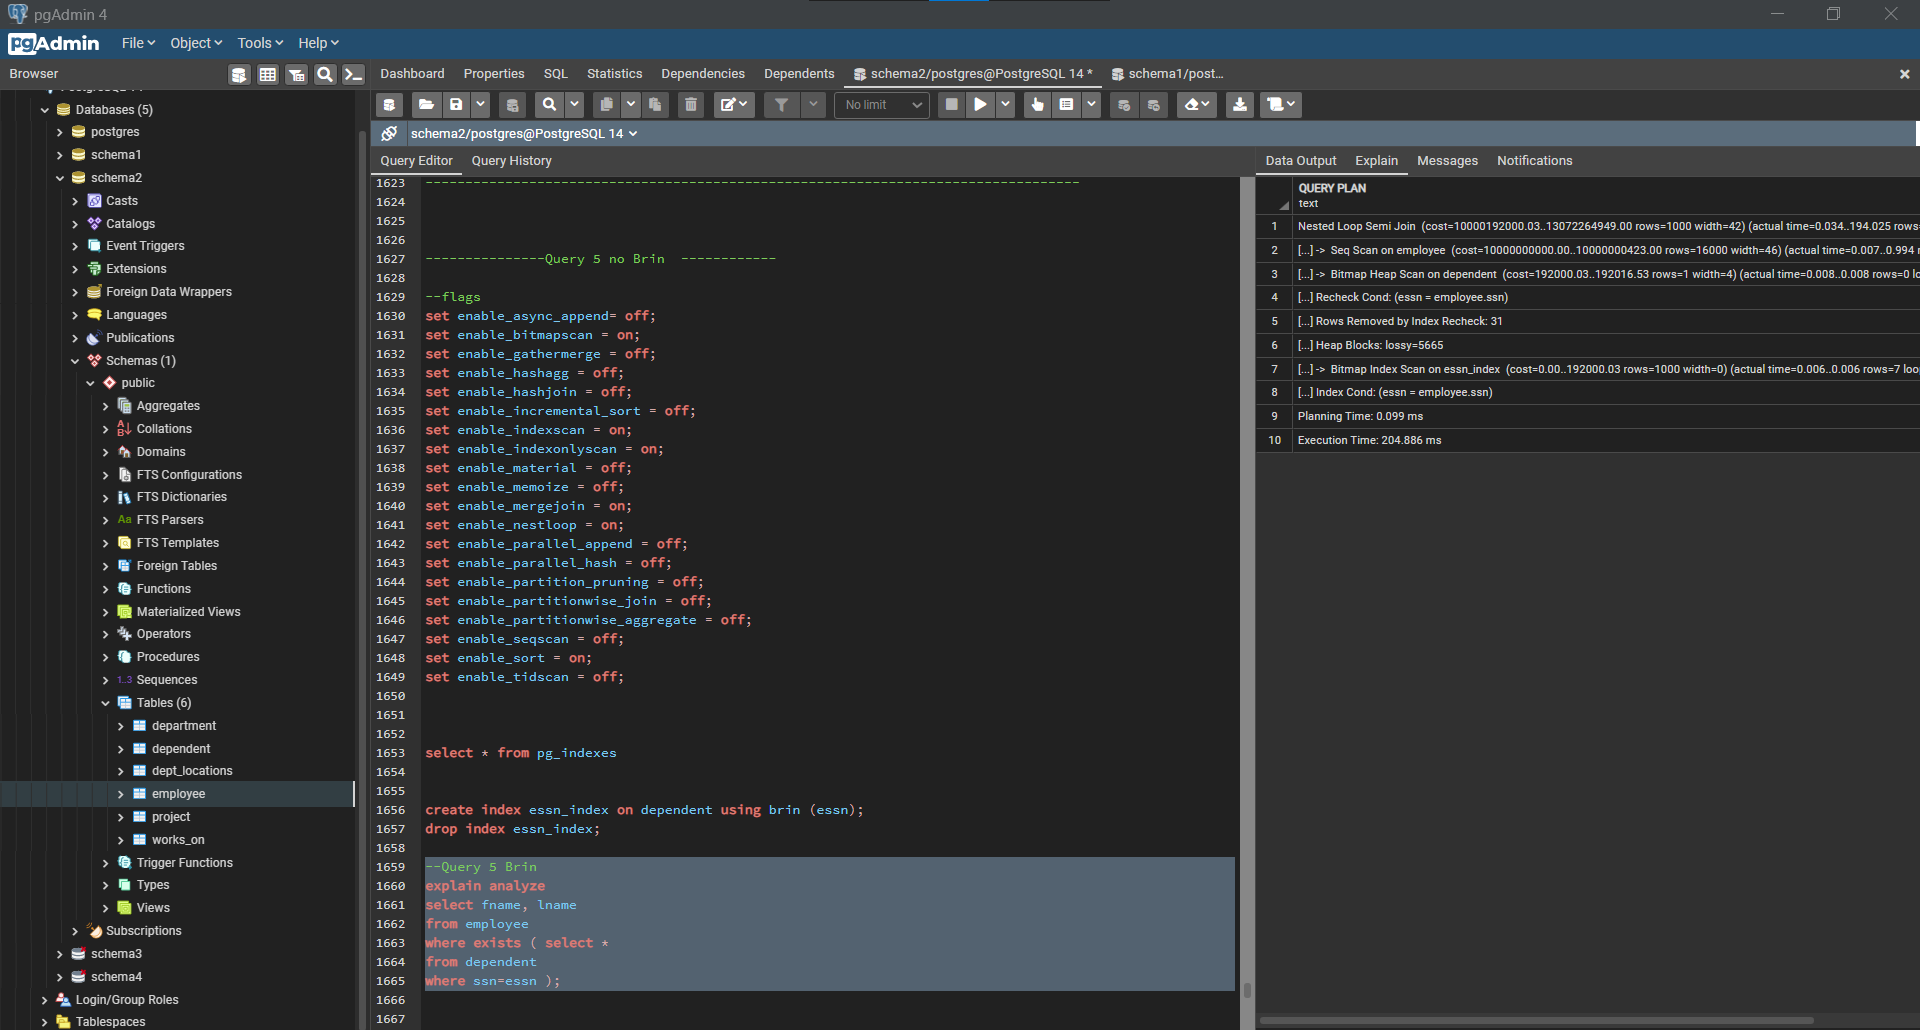 pgAdmin 4
pgAdmin File Object Tools Help
Browser
Dashboard Properties SQL Statistics Dependencies Dependents schema2/postgres@PostgreSQL 14 * schema1/post...
No limit
schema2/postgres@PostgreSQL 14
Databases (5)
postgres
schema1
schema2
Casts
Catalogs
Event Triggers
Extensions
Foreign Data Wrappers
Languages
Publications
Schemas (1)
public
Aggregates
Collations
Domains
FTS Configurations
FTS Dictionaries
Aa FTS Parsers
FTS Templates
Foreign Tables
Functions
Materialized Views
Operators
Procedures
1..3 Sequences
Tables (6)
department
dependent
dept_locations
employee
project
works_on
Trigger Functions
Types
Views
Subscriptions
schema3
schema4
Login/Group Roles
Tablespaces
Query Editor Query History
1623 ----------------------------------------------------------------------------------
1624
1625
1626
1627 ---------------Query 5 no Brin  ------------
1628
1629 --flags
1630 set enable_async_append= off;
1631 set enable_bitmapscan = on;
1632 set enable_gathermerge = off;
1633 set enable_hashagg = off;
1634 set enable_hashjoin = off;
1635 set enable_incremental_sort = off;
1636 set enable_indexscan = on;
1637 set enable_indexonlyscan = on;
1638 set enable_material = off;
1639 set enable_memoize = off;
1640 set enable_mergejoin = on;
1641 set enable_nestloop = on;
1642 set enable_parallel_append = off;
1643 set enable_parallel_hash = off;
1644 set enable_partition_pruning = off;
1645 set enable_partitionwise_join = off;
1646 set enable_partitionwise_aggregate = off;
1647 set enable_seqscan = off;
1648 set enable_sort = on;
1649 set enable_tidscan = off;
1650
1651
1652
1653 select * from pg_indexes
1654
1655
1656 create index essn_index on dependent using brin (essn);
1657 drop index essn_index;
1658
1659 --Query 5 Brin
1660 explain analyze
1661 select fname, lname
1662 from employee
1663 where exists ( select *
1664 from dependent
1665 where ssn=essn );
1666
1667
Data Output Explain Messages Notifications
QUERY PLAN
text
1 Nested Loop Semi Join (cost=10000192000.03..13072264949.00 rows=1000 width=42) (actual time=0.034..194.025 rows=
2 [...] -> Seq Scan on employee (cost=10000000000.00..10000000423.00 rows=16000 width=46) (actual time=0.007..0.994 r
3 [...] -> Bitmap Heap Scan on dependent (cost=192000.03..192016.53 rows=1 width=4) (actual time=0.008..0.008 rows=0 lo
4 [...] Recheck Cond: (essn = employee.ssn)
5 [...] Rows Removed by Index Recheck: 31
6 [...] Heap Blocks: lossy=5665
7 [...] -> Bitmap Index Scan on essn_index (cost=0.00..192000.03 rows=1000 width=0) (actual time=0.006..0.006 rows=7 loo
8 [...] Index Cond: (essn = employee.ssn)
9 Planning Time: 0.099 ms
10 Execution Time: 204.886 ms